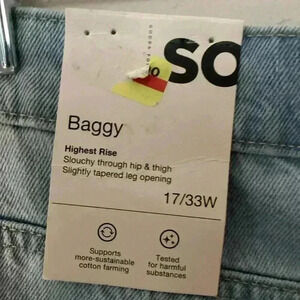 SO
Baggy
Highest Rise
Slouchy through hip & thigh
Slightly tapered leg opening
17/33W
Supports
more-sustainable
cotton farming
Tested
for harmful
substances